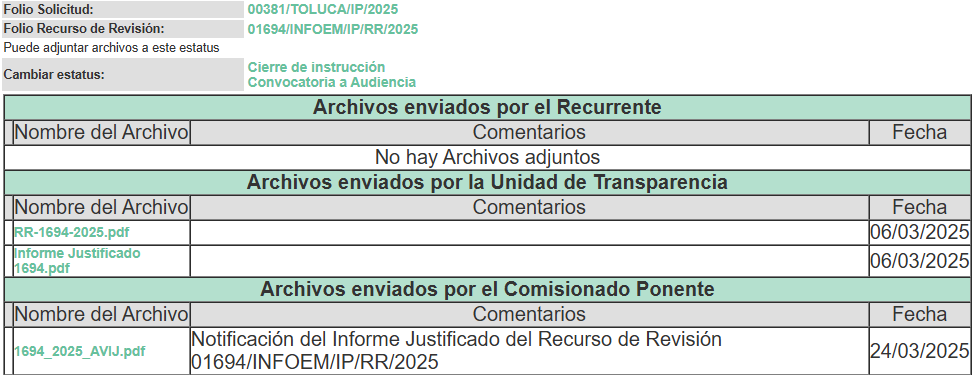 Folio Solicitud: 00381/TOLUCA/IP/2025
Folio Recurso de Revisión: 01694/INFOEM/IP/RR/2025
Puede adjuntar archivos a este estatus
Cambiar estatus: Cierre de instrucción
Convocatoria a Audiencia
Archivos enviados por el Recurrente
Nombre del Archivo Comentarios Fecha
No hay Archivos adjuntos
Archivos enviados por la Unidad de Transparencia
Nombre del Archivo Comentarios Fecha
RR-1694-2025.pdf 06/03/2025
Informe Justificado
1694.pdf 06/03/2025
Archivos enviados por el Comisionado Ponente
Nombre del Archivo Comentarios Fecha
1694_2025_AVIJ.pdf Notificación del Informe Justificado del Recurso de Revisión
01694/INFOEM/IP/RR/2025 24/03/2025